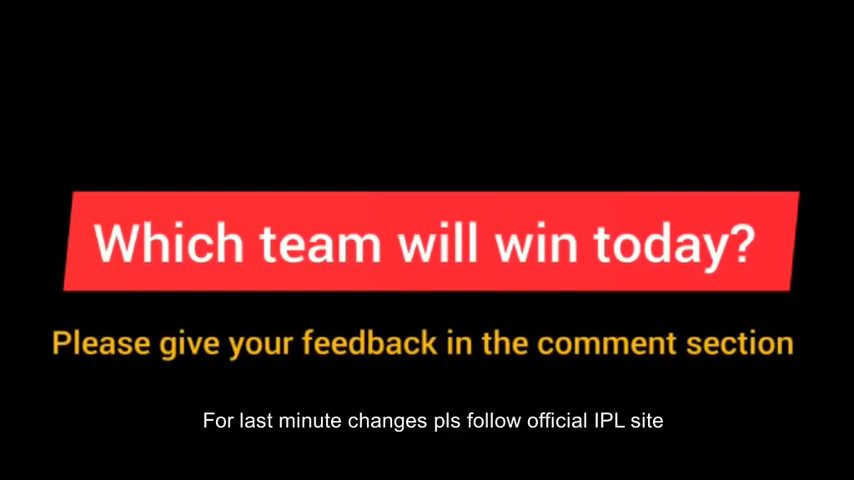 Which team will win today?
Please give your feedback in the comment section
For last minute changes pls follow official IPL site